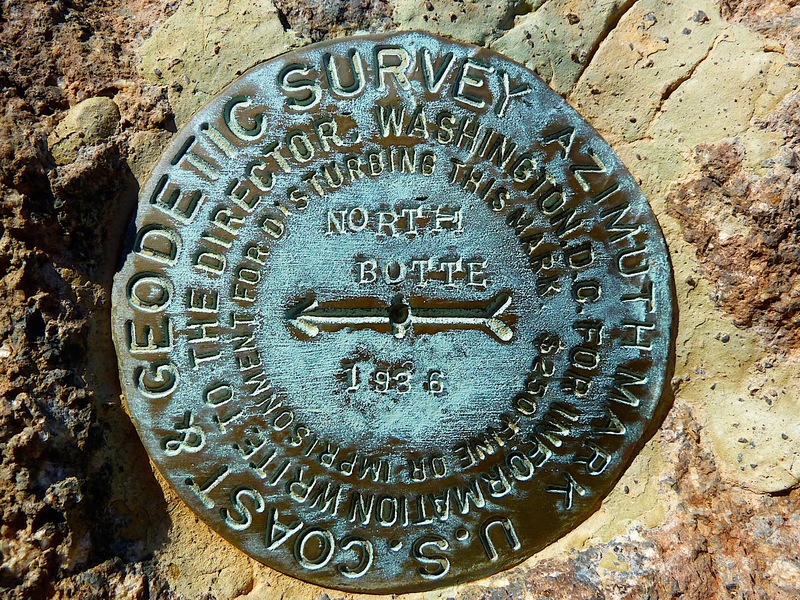 U.S. COAST & GEODETIC SURVEY AZIMUTH MARK
FOR INFORMATION WRITE TO THE DIRECTOR, WASHINGTON, D.C.
$250 FINE OR IMPRISONMENT FOR DISTURBING THIS MARK
NORTH
BUTTE
1936